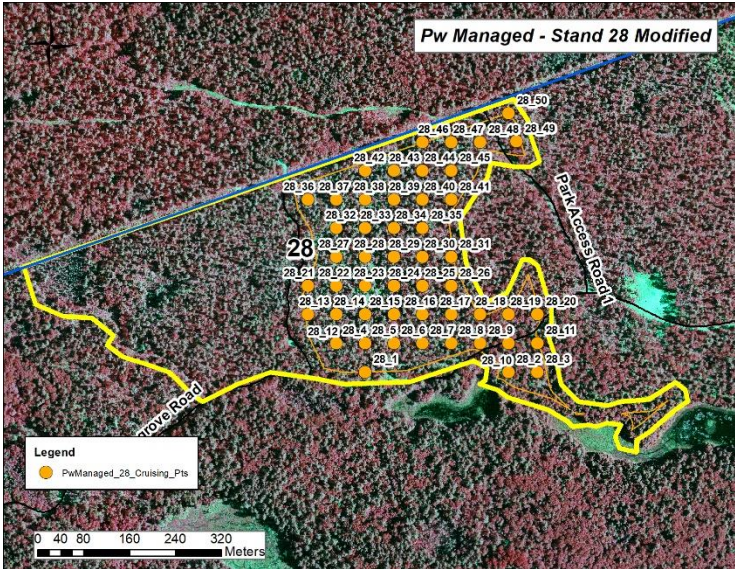 Pw Managed - Stand 28 Modified
28_50
28_46 28_47 28_48 28_49
28_42 28_43 28_44 28_45
28_36 28_37 28_38 28_39 28_40 28_41
28_32 28_33 28_34 28_35
28
28_27 28_28 28_29 28_30 28_31
28_21 28_22 28_23 28_24 28_25 28_26
28_13 28_14 28_15 28_16 28_17 28_18 28_19 28_20
28_12 28_4 28_5 28_6 28_7 28_8 28_9 28_11
28_1 28_10 28_2 28_3
Park Access Road 1
grove Road
Legend
PwManaged_28_Cruising_Pts
0 40 80 160 240 320
Meters